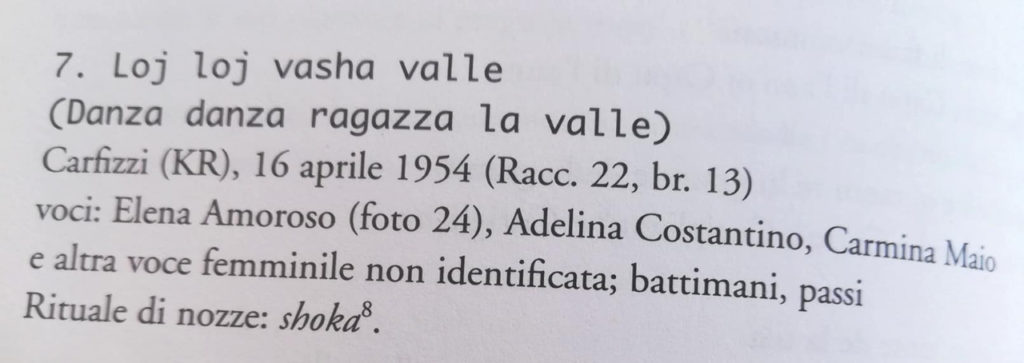 7. Loj loj vasha valle
(Danza danza ragazza la valle)
Carfizzi (KR), 16 aprile 1954 (Racc. 22, br. 13)
voci: Elena Amoroso (foto 24), Adelina Costantino, Carmina Maio
e altra voce femminile non identificata; battimani, passi
Rituale di nozze: shoka⁸.